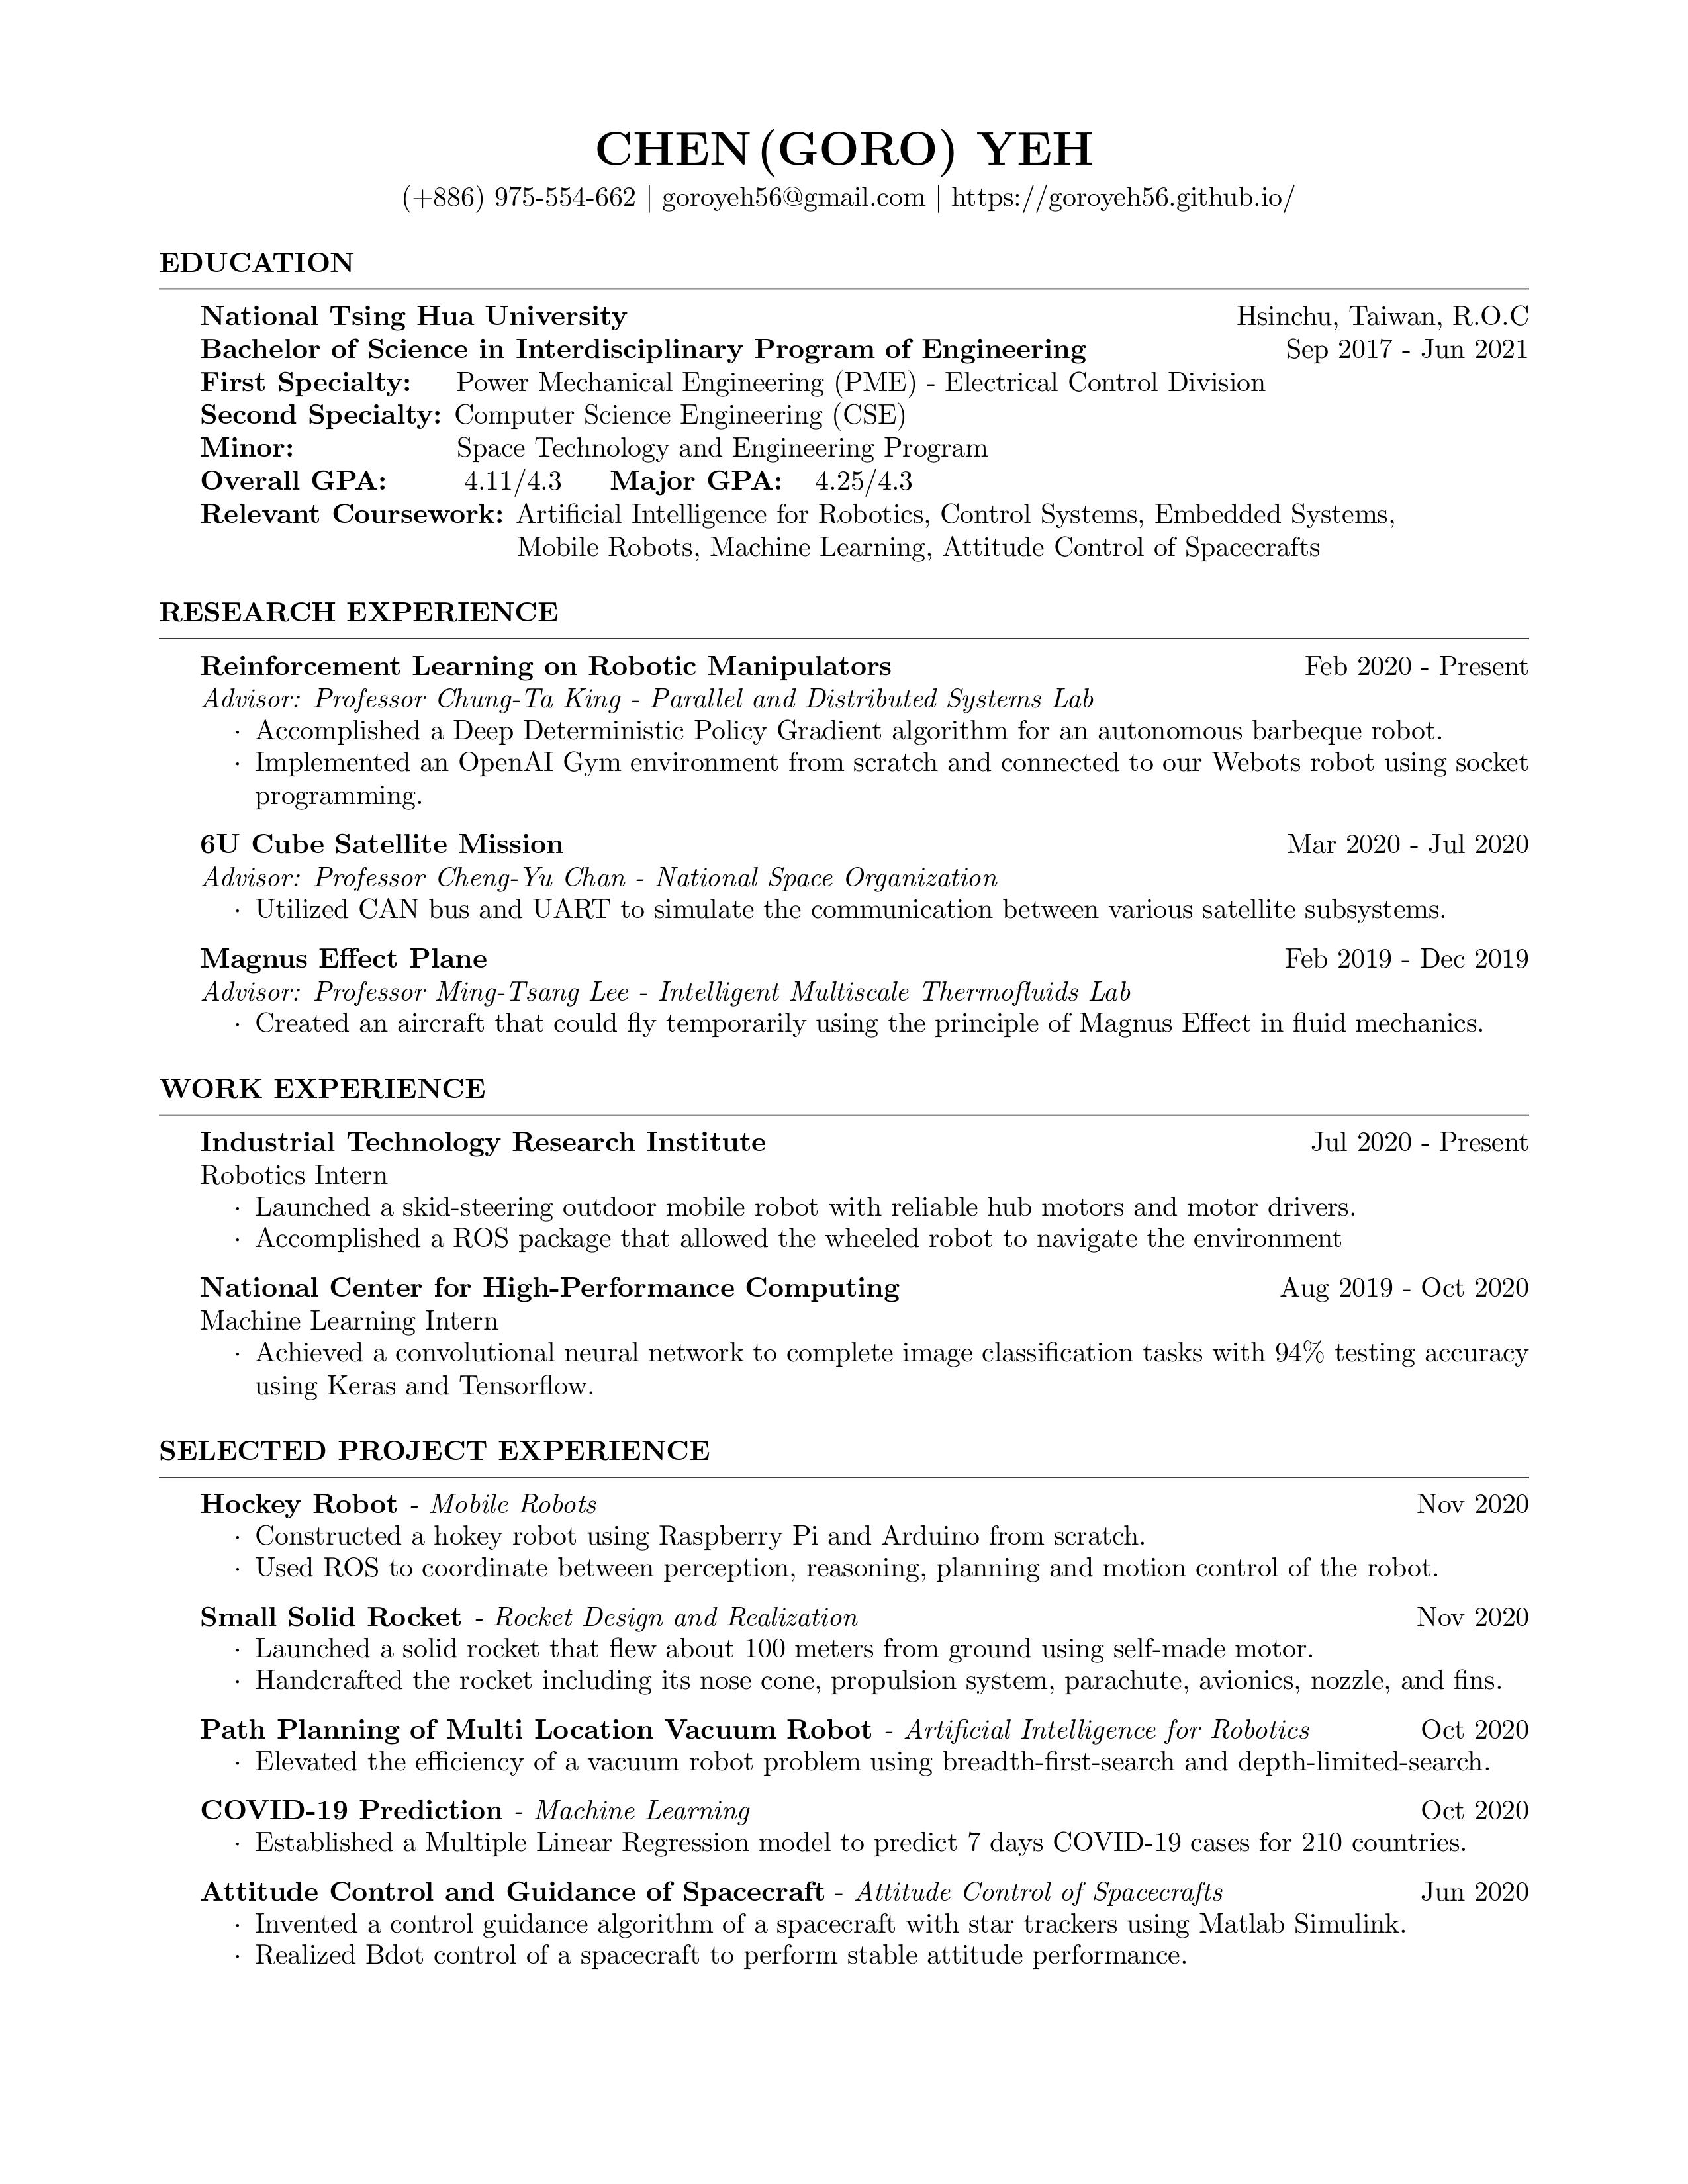 CHEN (GORO) YEH
(+886) 975-554-662 | goroyeh56@gmail.com | https://goroyeh56.github.io/
EDUCATION
National Tsing Hua University Hsinchu, Taiwan, R.O.C
Bachelor of Science in Interdisciplinary Program of Engineering Sep 2017 - Jun 2021
First Specialty: Power Mechanical Engineering (PME) - Electrical Control Division
Second Specialty: Computer Science Engineering (CSE)
Minor: Space Technology and Engineering Program
Overall GPA: 4.11/4.3 Major GPA: 4.25/4.3
Relevant Coursework: Artificial Intelligence for Robotics, Control Systems, Embedded Systems,
Mobile Robots, Machine Learning, Attitude Control of Spacecrafts
RESEARCH EXPERIENCE
Reinforcement Learning on Robotic Manipulators Feb 2020 - Present
Advisor: Professor Chung-Ta King - Parallel and Distributed Systems Lab
· Accomplished a Deep Deterministic Policy Gradient algorithm for an autonomous barbeque robot.
· Implemented an OpenAI Gym environment from scratch and connected to our Webots robot using socket
programming.
6U Cube Satellite Mission Mar 2020 - Jul 2020
Advisor: Professor Cheng-Yu Chan - National Space Organization
· Utilized CAN bus and UART to simulate the communication between various satellite subsystems.
Magnus Effect Plane Feb 2019 - Dec 2019
Advisor: Professor Ming-Tsang Lee - Intelligent Multiscale Thermofluids Lab
· Created an aircraft that could fly temporarily using the principle of Magnus Effect in fluid mechanics.
WORK EXPERIENCE
Industrial Technology Research Institute Jul 2020 - Present
Robotics Intern
· Launched a skid-steering outdoor mobile robot with reliable hub motors and motor drivers.
· Accomplished a ROS package that allowed the wheeled robot to navigate the environment
National Center for High-Performance Computing Aug 2019 - Oct 2020
Machine Learning Intern
· Achieved a convolutional neural network to complete image classification tasks with 94% testing accuracy
using Keras and Tensorflow.
SELECTED PROJECT EXPERIENCE
Hockey Robot - Mobile Robots Nov 2020
· Constructed a hokey robot using Raspberry Pi and Arduino from scratch.
· Used ROS to coordinate between perception, reasoning, planning and motion control of the robot.
Small Solid Rocket - Rocket Design and Realization Nov 2020
· Launched a solid rocket that flew about 100 meters from ground using self-made motor.
· Handcrafted the rocket including its nose cone, propulsion system, parachute, avionics, nozzle, and fins.
Path Planning of Multi Location Vacuum Robot - Artificial Intelligence for Robotics Oct 2020
· Elevated the efficiency of a vacuum robot problem using breadth-first-search and depth-limited-search.
COVID-19 Prediction - Machine Learning Oct 2020
· Established a Multiple Linear Regression model to predict 7 days COVID-19 cases for 210 countries.
Attitude Control and Guidance of Spacecraft - Attitude Control of Spacecrafts Jun 2020
· Invented a control guidance algorithm of a spacecraft with star trackers using Matlab Simulink.
· Realized Bdot control of a spacecraft to perform stable attitude performance.